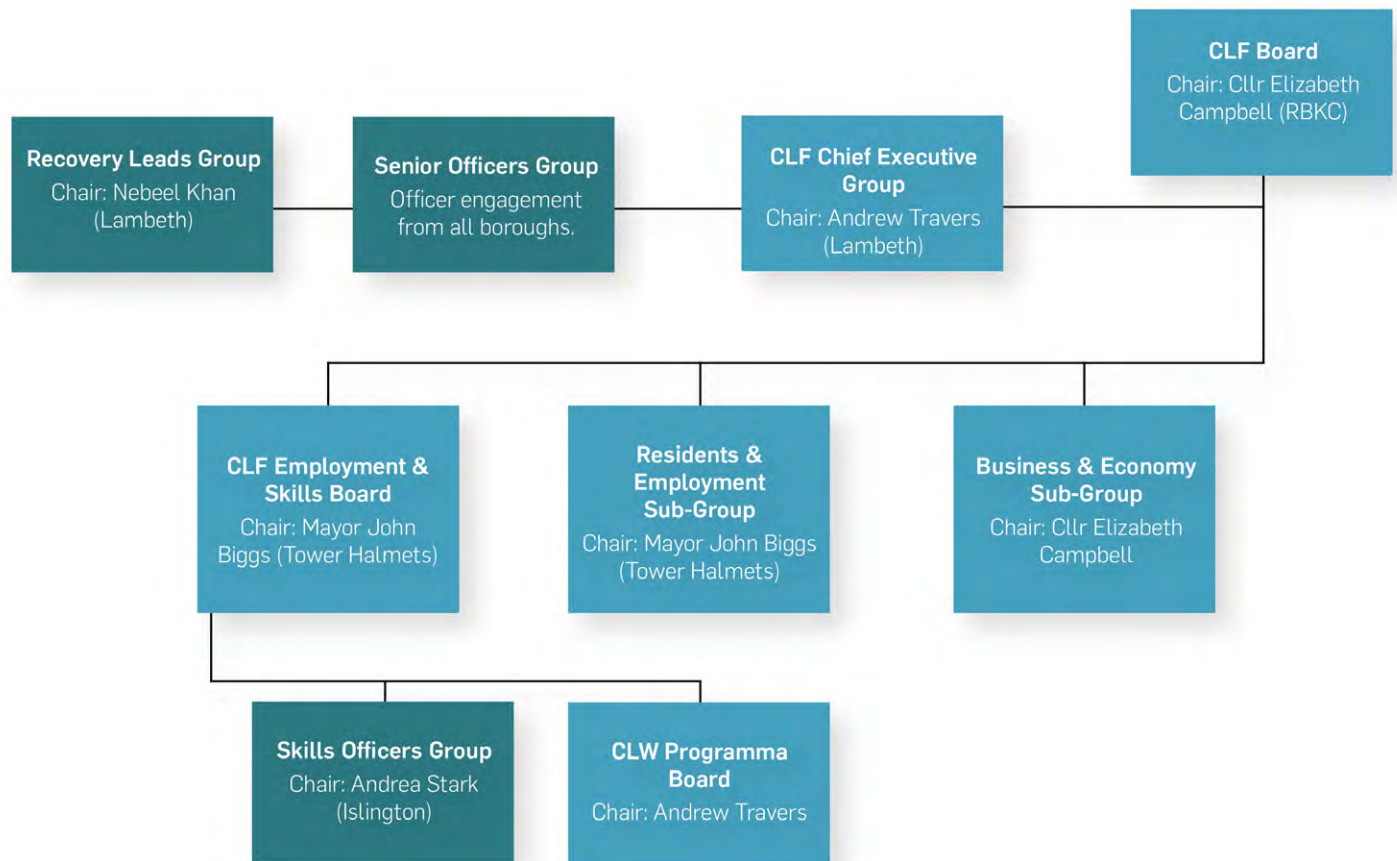 CLF Board
Chair: Cllr Elizabeth
Campbell (RBKC)
Recovery Leads Group
Chair: Nebeel Khan
(Lambeth)
Senior Officers Group
Officer engagement
from all boroughs.
CLF Chief Executive
Group
Chair: Andrew Travers
(Lambeth)
CLF Employment &
Skills Board
Chair: Mayor John
Biggs (Tower Halmets)
Residents &
Employment
Sub-Group
Chair: Mayor John Biggs
(Tower Halmets)
Business & Economy
Sub-Group
Chair: Cllr Elizabeth
Campbell
Skills Officers Group
Chair: Andrea Stark
(Islington)
CLW Programma
Board
Chair: Andrew Travers